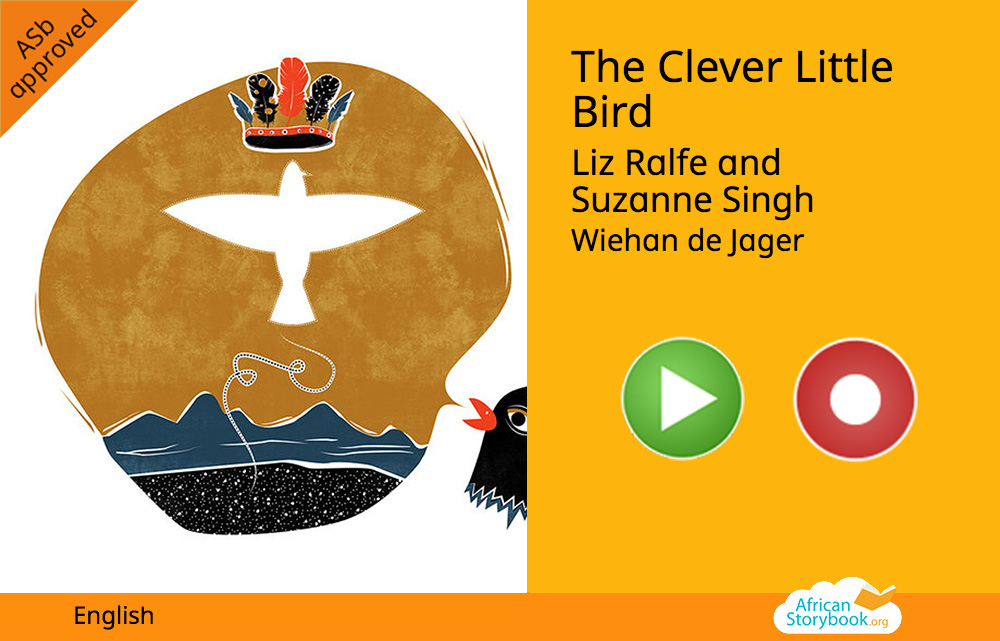 ASb
approved
The Clever Little
Bird
Liz Ralfe and
Suzanne Singh
Wiehan de Jager
English
African
Storybook.org